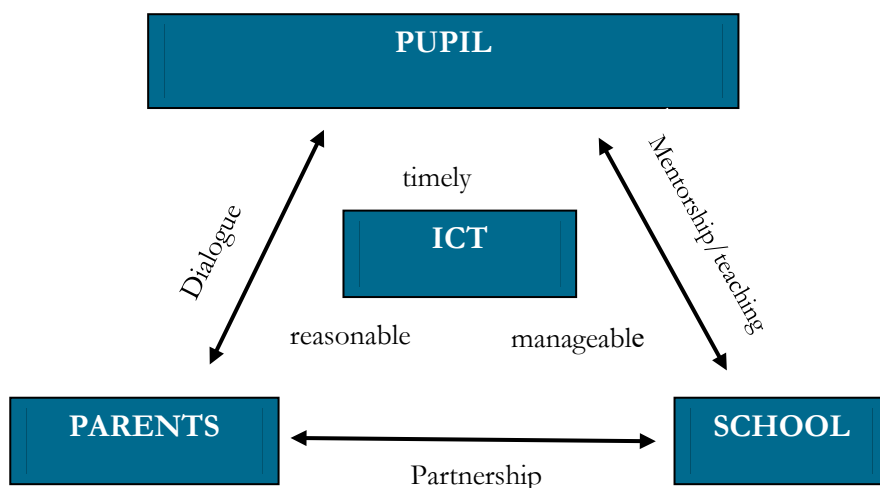 PUPIL
Mentorship/teaching
timely
Dialogue
ICT
reasonable
manageable
PARENTS
SCHOOL
Partnership